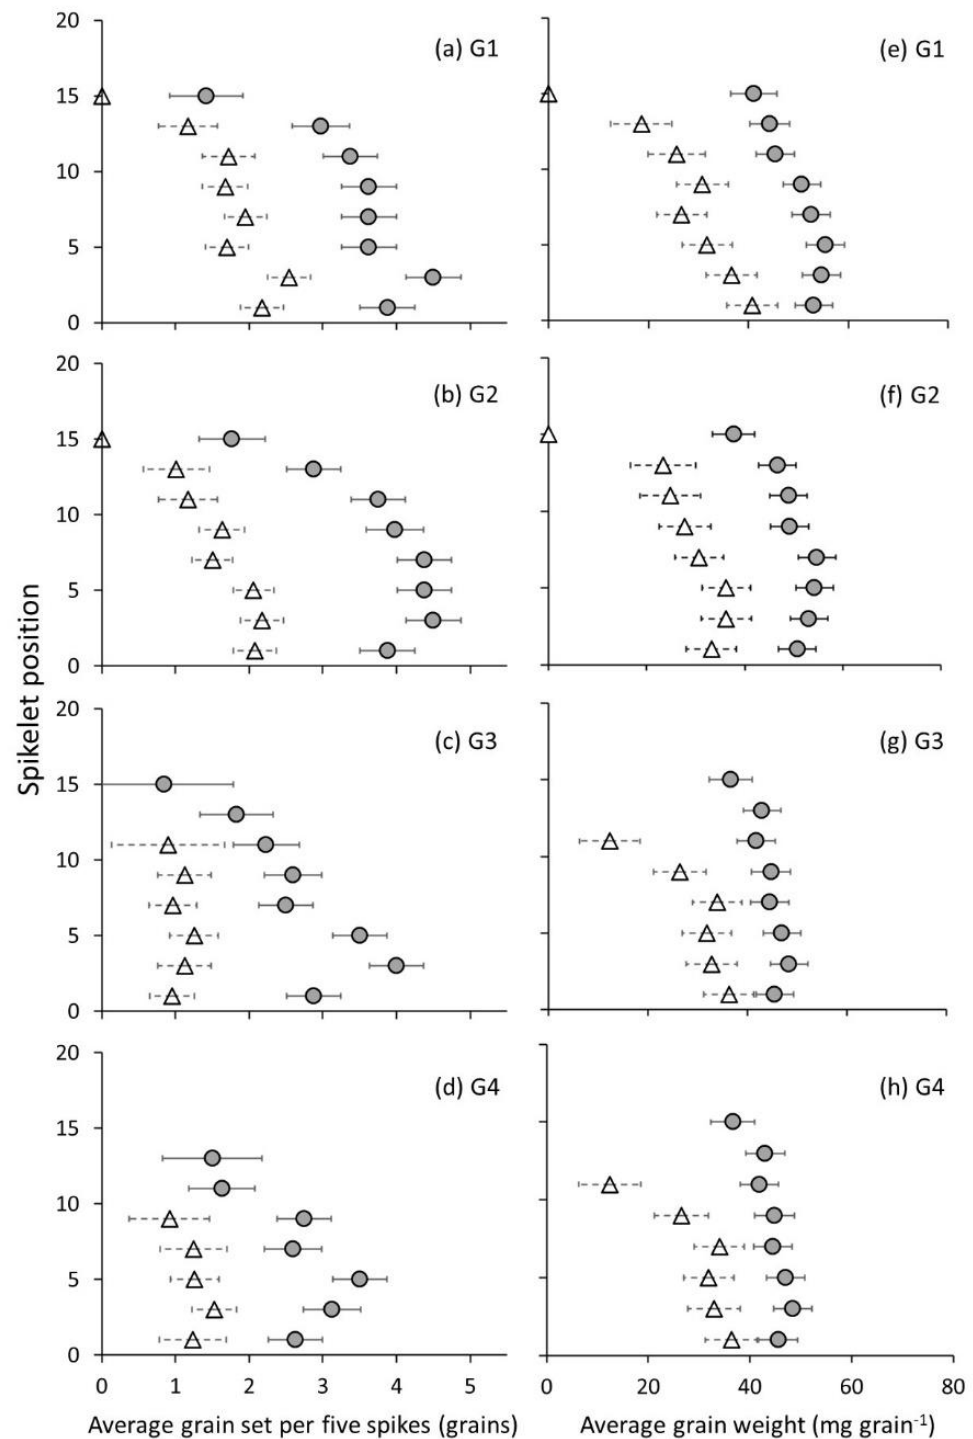 20
15
10
5
0
(a) G1
(e) G1
20
15
10
5
0
(b) G2
(f) G2
Spikelet position
20
15
10
5
0
(c) G3
(g) G3
20
15
10
5
0
(d) G4
(h) G4
0 1 2 3 4 5
0 20 40 60 80
Average grain set per five spikes (grains)
Average grain weight (mg grain⁻¹)